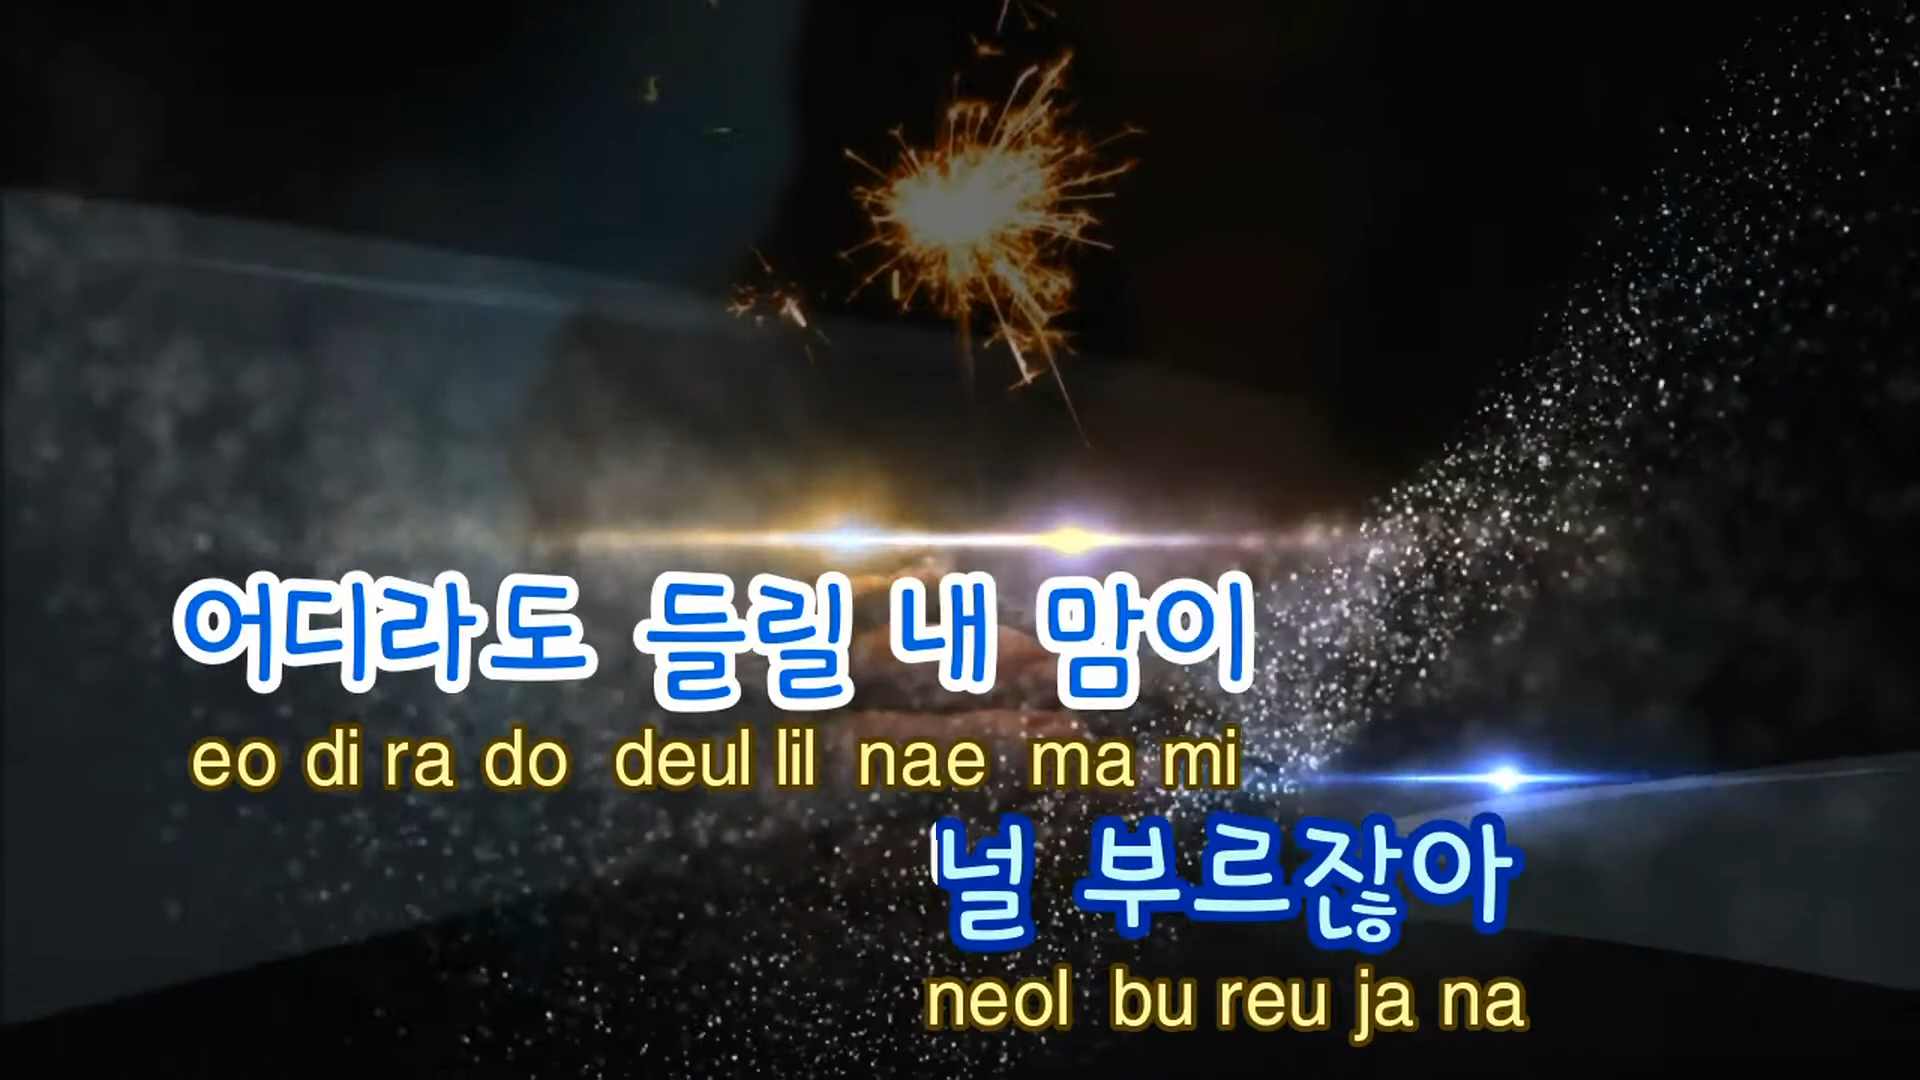 어디라도 들릴 내 맘이
eo di ra do deul lil nae ma mi
널 부르잖아
neol bu reu ja na